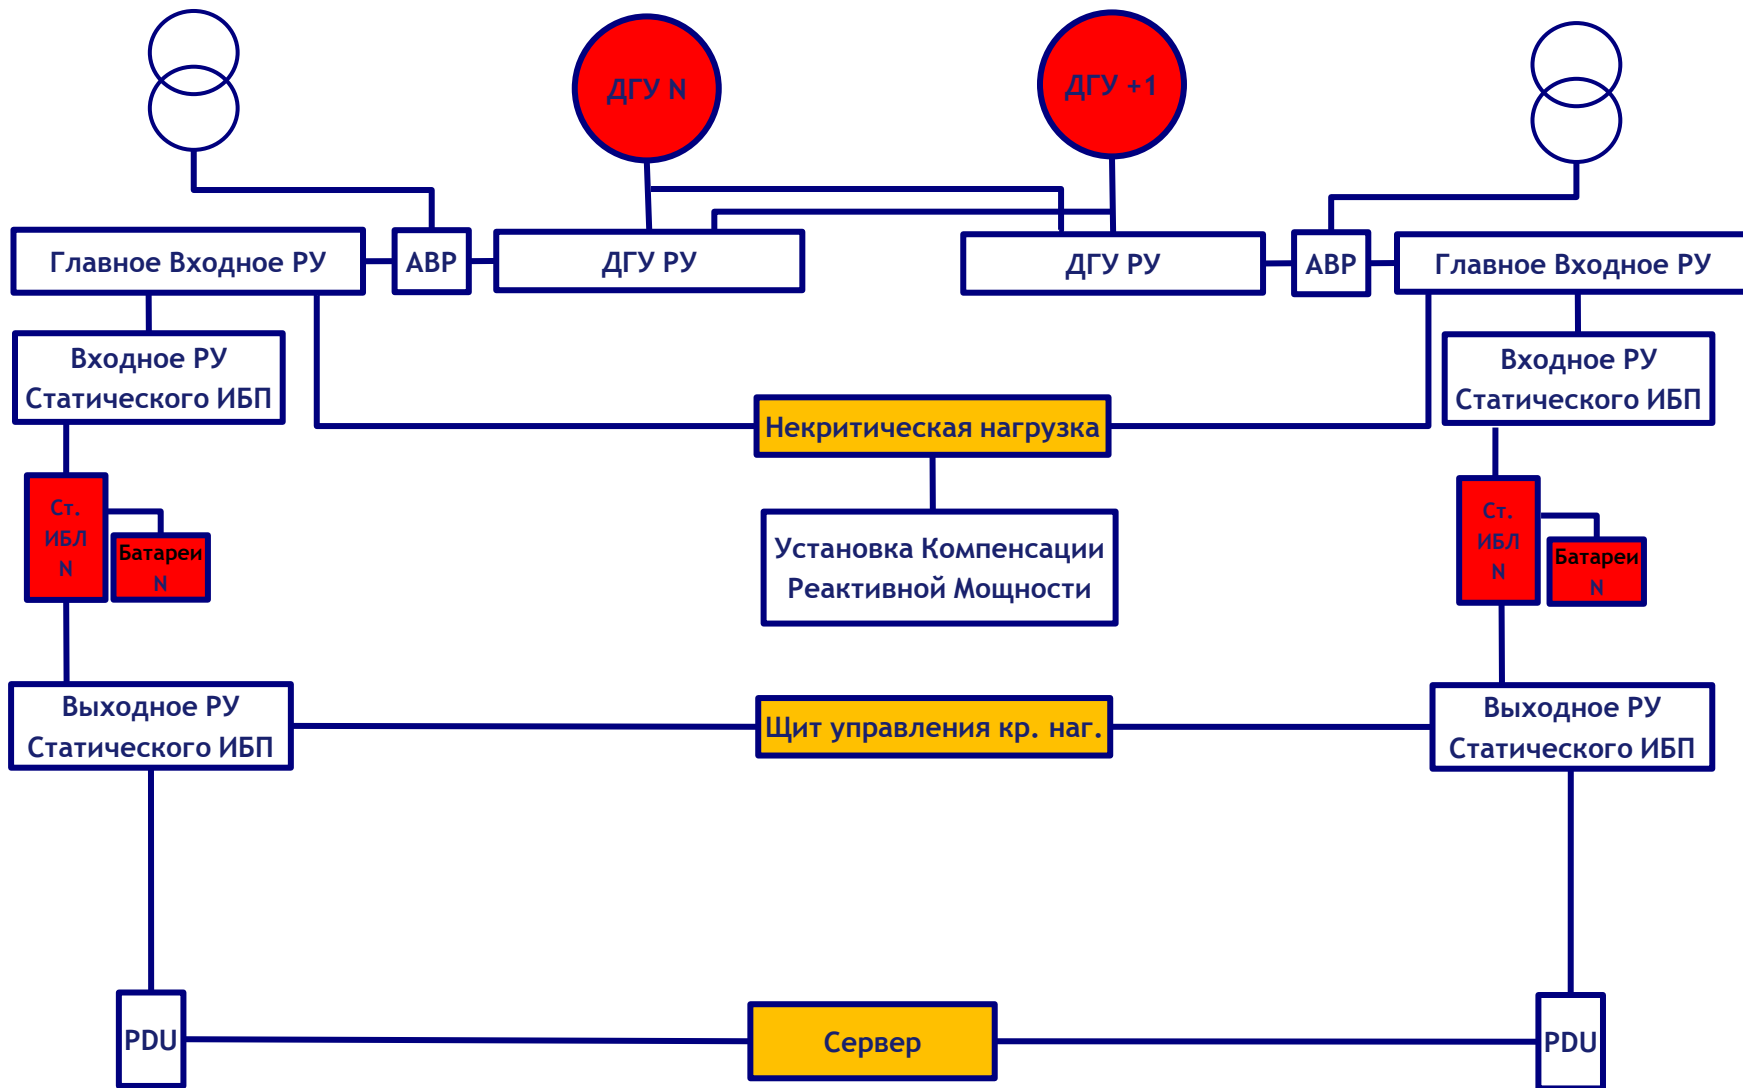 ДГУ N
ДГУ +1
Главное Входное РУ
АВР
ДГУ РУ
ДГУ РУ
АВР
Главное Входное РУ
Входное РУ
Статического ИБП
Входное РУ
Статического ИБП
Некритическая нагрузка
Ст.
ИБЛ
N
Батареи
N
Установка Компенсации
Реактивной Мощности
Ст.
ИБЛ
N
Батареи
N
Выходное РУ
Статического ИБП
Щит управления кр. наг.
Выходное РУ
Статического ИБП
PDU
Сервер
PDU